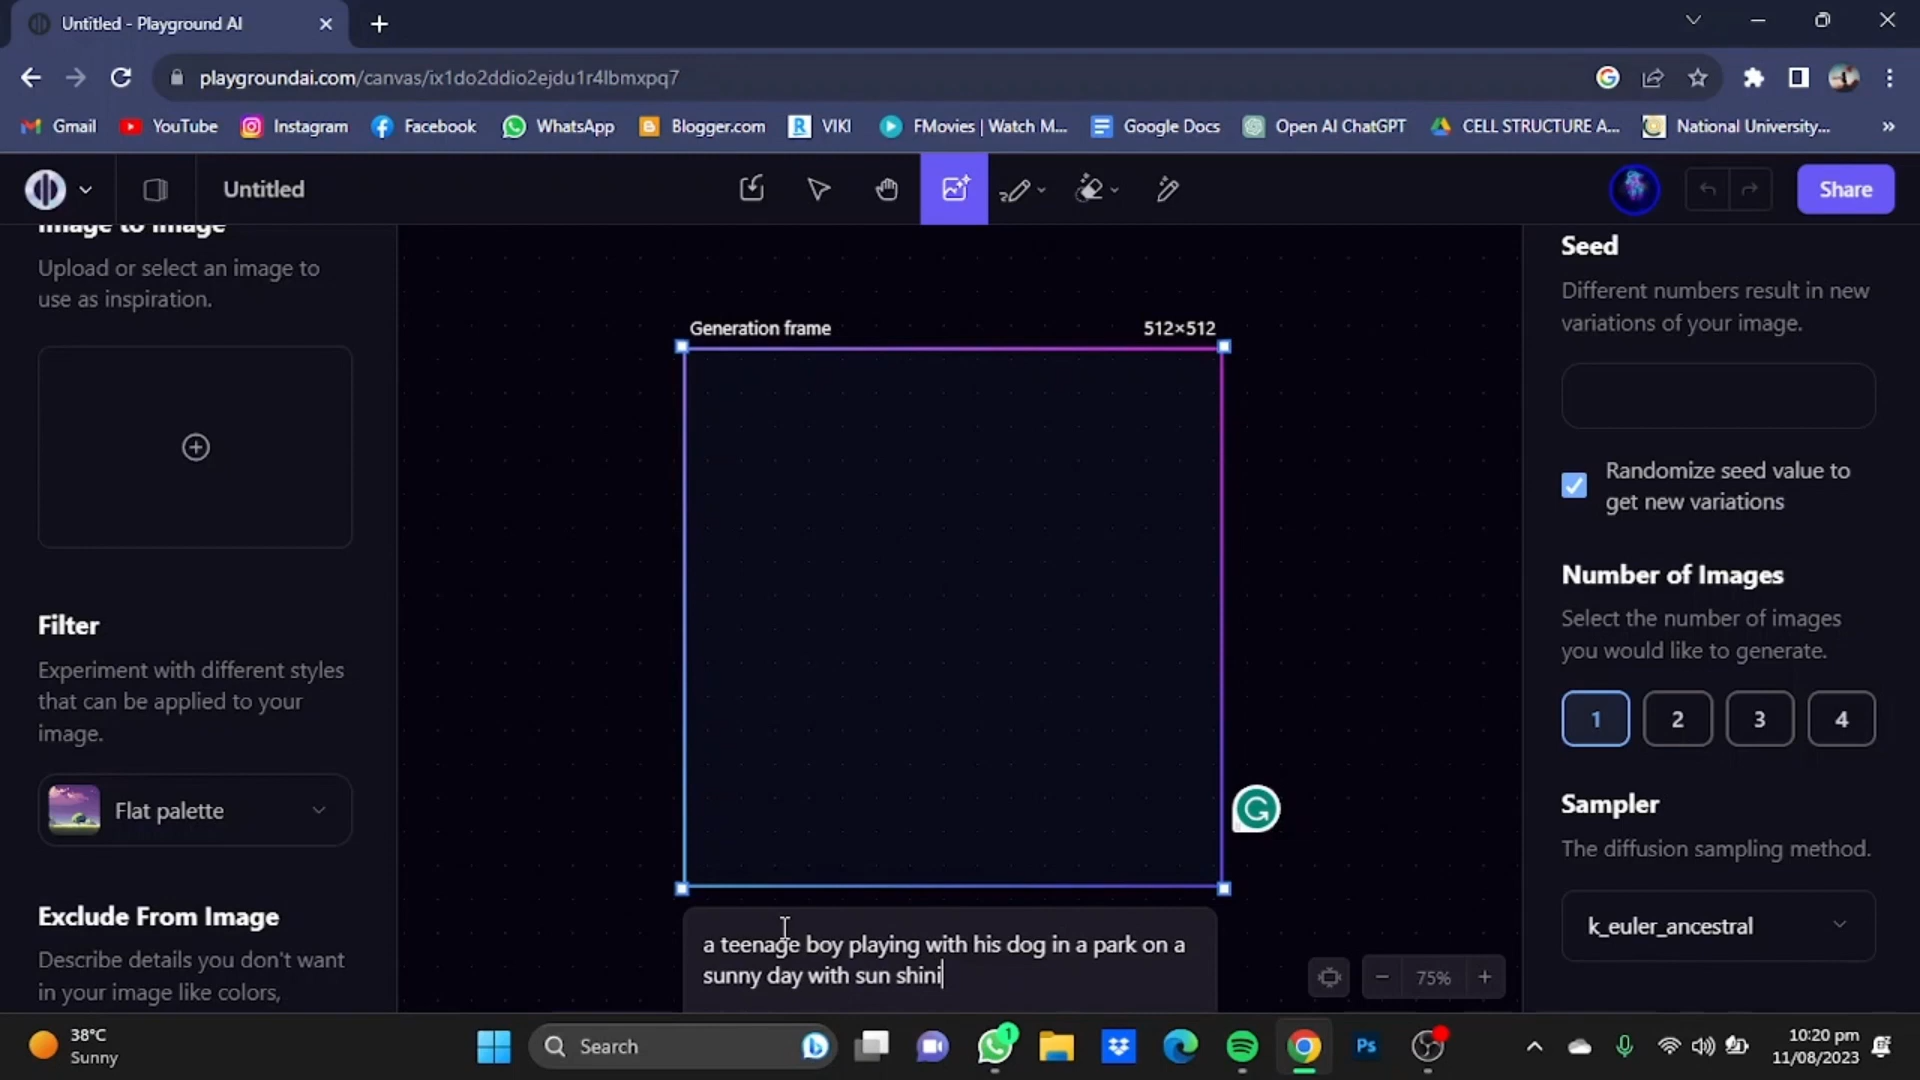 Untitled - Playground AI
playgroundai.com/canvas/ix1do2ddio2ejdu1r4lbmxpq7
Gmail
YouTube
Instagram
Facebook
WhatsApp
Blogger.com
VIKI
FMovies | Watch M...
Google Docs
Open AI ChatGPT
CELL STRUCTURE A...
National University...
»
Untitled
Share
Image to Image
Upload or select an image to
use as inspiration.
Filter
Experiment with different styles
that can be applied to your
image.
Flat palette
Exclude From Image
Describe details you don't want
in your image like colors,
Generation frame
512×512
a teenage boy playing with his dog in a park on a
sunny day with sun shini
75%
Seed
Different numbers result in new
variations of your image.
Randomize seed value to
get new variations
Number of Images
Select the number of images
you would like to generate.
1
2
3
4
Sampler
The diffusion sampling method.
k_euler_ancestral
38°C
Sunny
Search
1
Ps
10:20 pm
11/08/2023